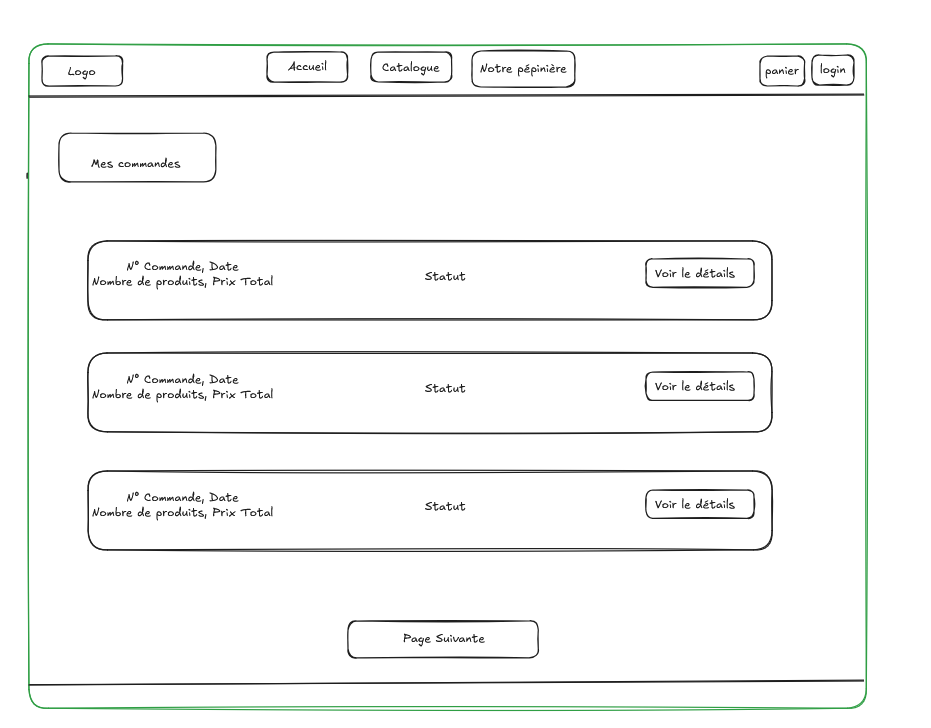 Logo
Accueil
Catalogue
Notre pépinière
panier
login
Mes commandes
N° Commande, Date
Nombre de produits, Prix Total
Statut
Voir le détails
N° Commande, Date
Nombre de produits, Prix Total
Statut
Voir le détails
N° Commande, Date
Nombre de produits, Prix Total
Statut
Voir le détails
Page Suivante